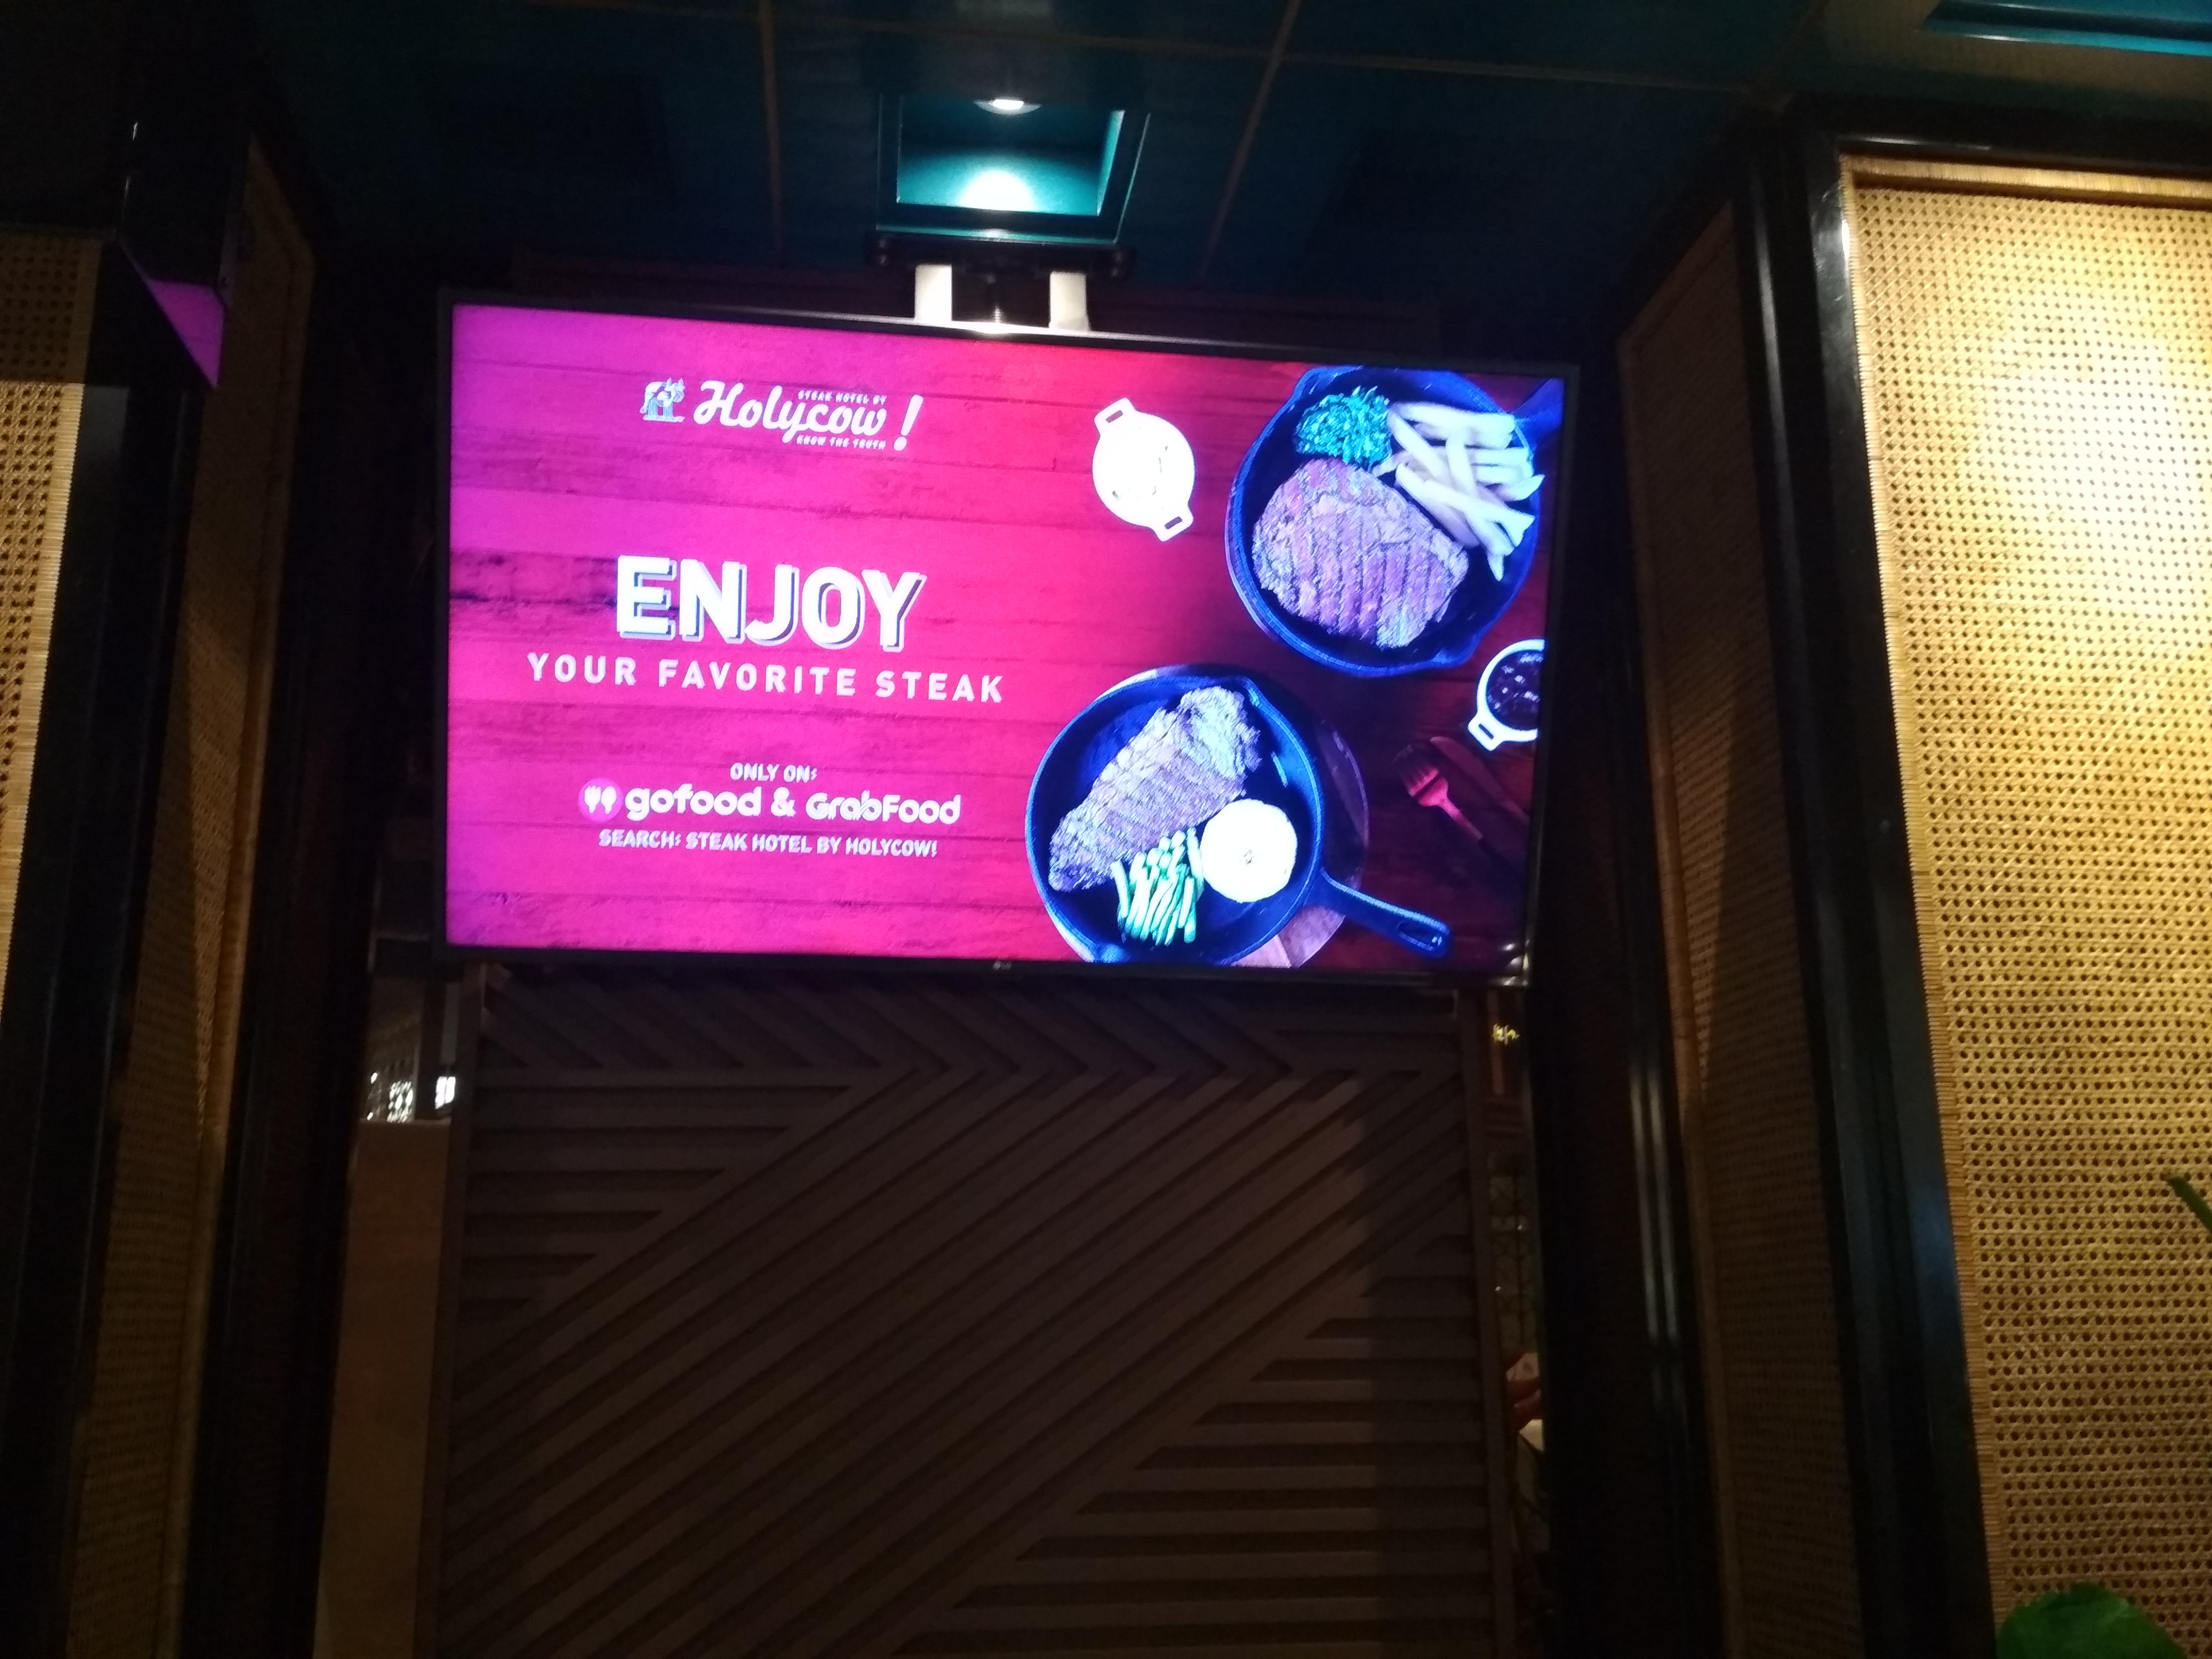 STEAK HOTEL BY
Holycow!
KNOW THE TRUTH
ENJOY
YOUR FAVORITE STEAK
ONLY ON:
gofood & GrabFood
SEARCH: STEAK HOTEL BY HOLYCOW!
LG